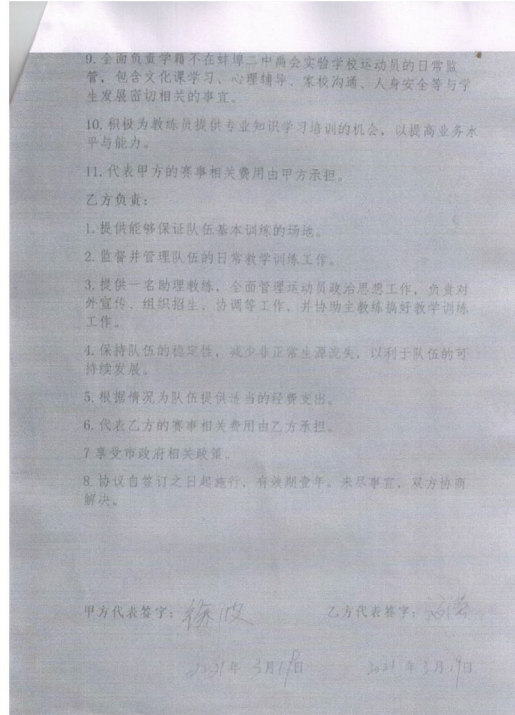 9. 全面负责学籍不在蚌埠二中商会实验学校运动员的日常监
管，包含文化课学习、心理辅导、家校沟通、人身安全等与学
生发展密切相关的事宜。
10. 积极为教练员提供专业知识学习培训的机会，以提高业务水
平与能力。
11. 代表甲方的赛事相关费用由甲方承担。
乙方负责：
1. 提供能够保证队伍基本训练的场地。
2. 监督并管理队伍的日常教学训练工作。
3. 提供一名助理教练，全面管理运动员政治思想工作，负责对
外宣传、组织招生、协调等工作，并协助主教练搞好教学训练
工作。
4. 保持队伍的稳定性，减少非正常生源流失，以利于队伍的可
持续发展。
5. 根据情况为队伍提供适当的经费支出。
6. 代表乙方的赛事相关费用由乙方承担。
7 享受市政府相关政策。
8. 协议自签订之日起施行，有效期壹年。未尽事宜，双方协商
解决。
甲方代表签字： 乙方代表签字：
2021年3月19日 2021年3月19日